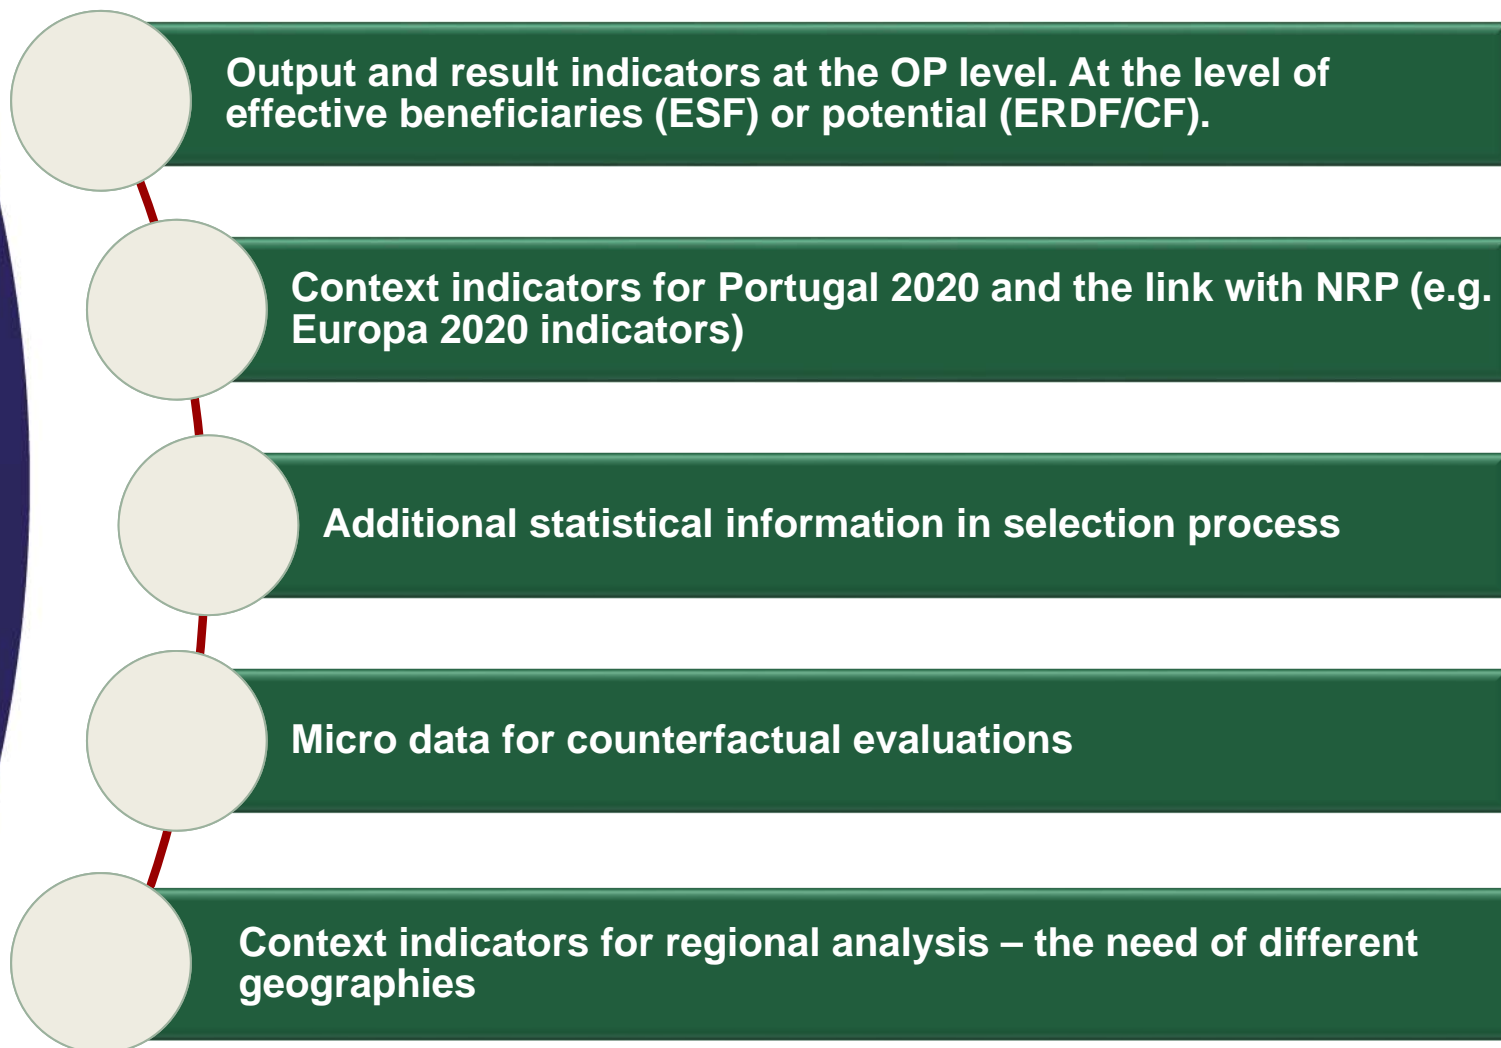 Output and result indicators at the OP level. At the level of
effective beneficiaries (ESF) or potential (ERDF/CF).
Context indicators for Portugal 2020 and the link with NRP (e.g.
Europa 2020 indicators)
Additional statistical information in selection process
Micro data for counterfactual evaluations
Context indicators for regional analysis – the need of different
geographies